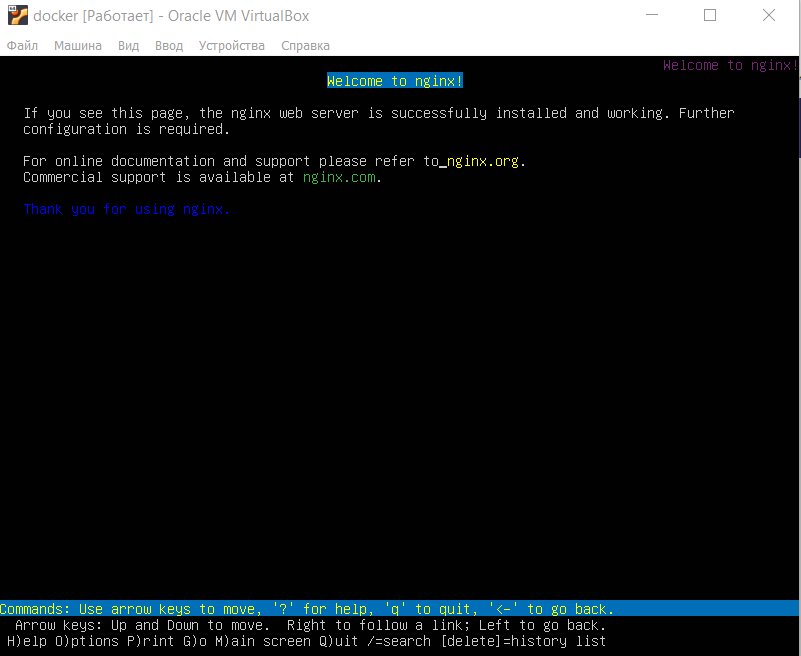 docker [Работает] - Oracle VM VirtualBox
Файл Машина Вид Ввод Устройства Справка
Welcome to nginx!
Welcome to nginx!
If you see this page, the nginx web server is successfully installed and working. Further
configuration is required.
For online documentation and support please refer to nginx.org.
Commercial support is available at nginx.com.
Thank you for using nginx.
Commands: Use arrow keys to move, '?' for help, 'q' to quit, '<-' to go back.
Arrow keys: Up and Down to move. Right to follow a link; Left to go back.
H)elp O)ptions P)rint G)o M)ain screen Q)uit /=search [delete]=history list